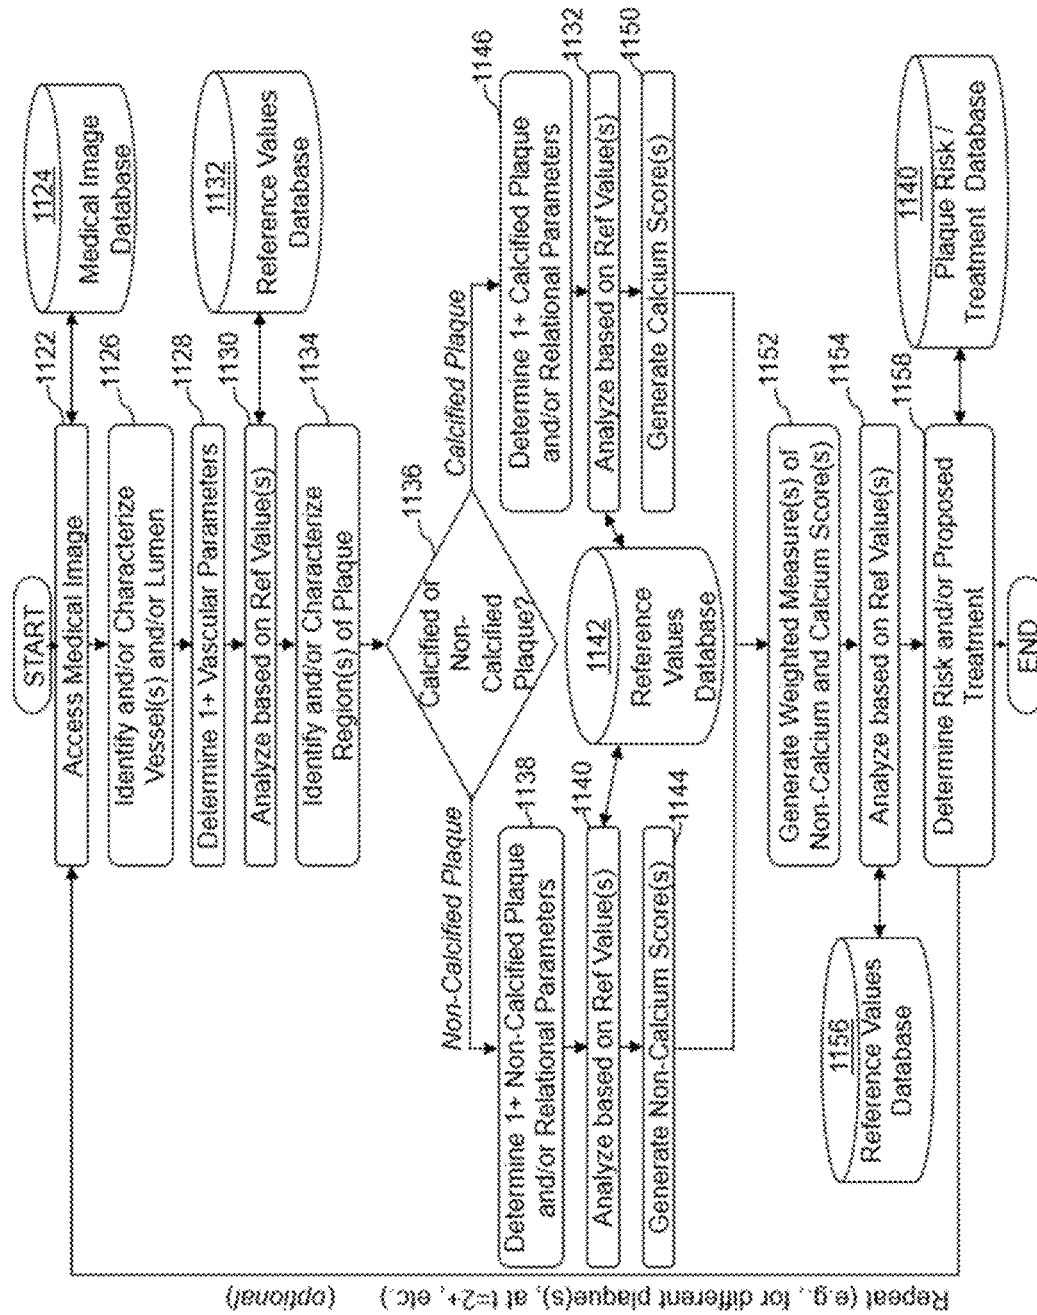 START
Access Medical Image
1122
1124
Medical Image
Database
Identify and/or Characterize
Vessel(s) and/or Lumen
1126
Determine 1+ Vascular Parameters
1128
Analyze based on Ref Value(s)
1130
1132
Reference Values
Database
Identify and/or Characterize
Region(s) of Plaque
1134
Calcified or
Non-
Calcified
Plaque?
1136
Non-Calcified Plaque
Calcified Plaque
Determine 1+ Non-Calcified Plaque
and/or Relational Parameters
1138
Analyze based on Ref Value(s)
1140
Generate Non-Calcium Score(s)
1144
1142
Reference
Values
Database
Determine 1+ Calcified Plaque
and/or Relational Parameters
1146
Analyze based on Ref Value(s)
1132
Generate Calcium Score(s)
1150
Generate Weighted Measure(s) of
Non-Calcium and Calcium Score(s)
1152
Analyze based on Ref Value(s)
1154
1156
Reference Values
Database
Determine Risk and/or Proposed
Treatment
1158
1140
Plaque Risk /
Treatment Database
END
Repeat (e.g., for different plaque(s), at t=2+, etc.) (optional)